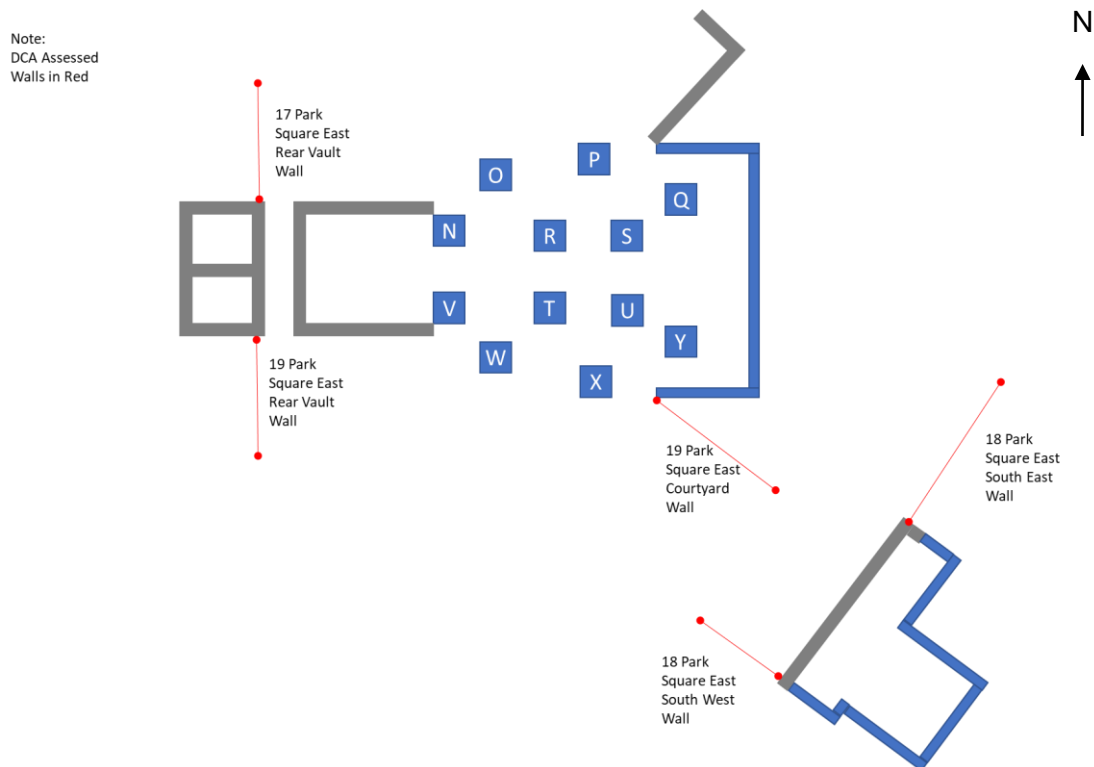 Note:
DCA Assessed
Walls in Red
N
17 Park
Square East
Rear Vault
Wall
O
P
Q
N
R
S
V
T
U
W
X
Y
19 Park
Square East
Rear Vault
Wall
19 Park
Square East
Courtyard
Wall
18 Park
Square East
South East
Wall
18 Park
Square East
South West
Wall